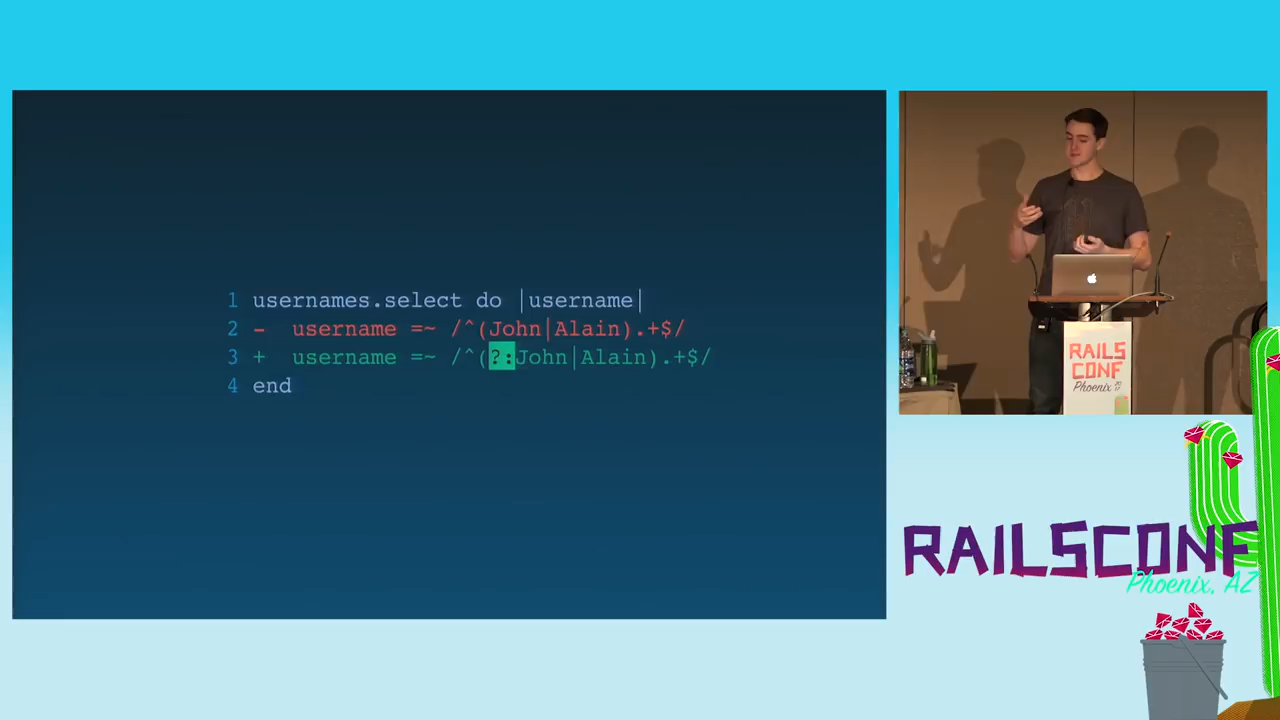 1 usernames.select do |username|
2 -  username =~ /^(John|Alain).+$/
3 +  username =~ /^(?:John|Alain).+$/
4 end
RAILS
CONF
Phoenix 2017
RAILSCONF
Phoenix, AZ